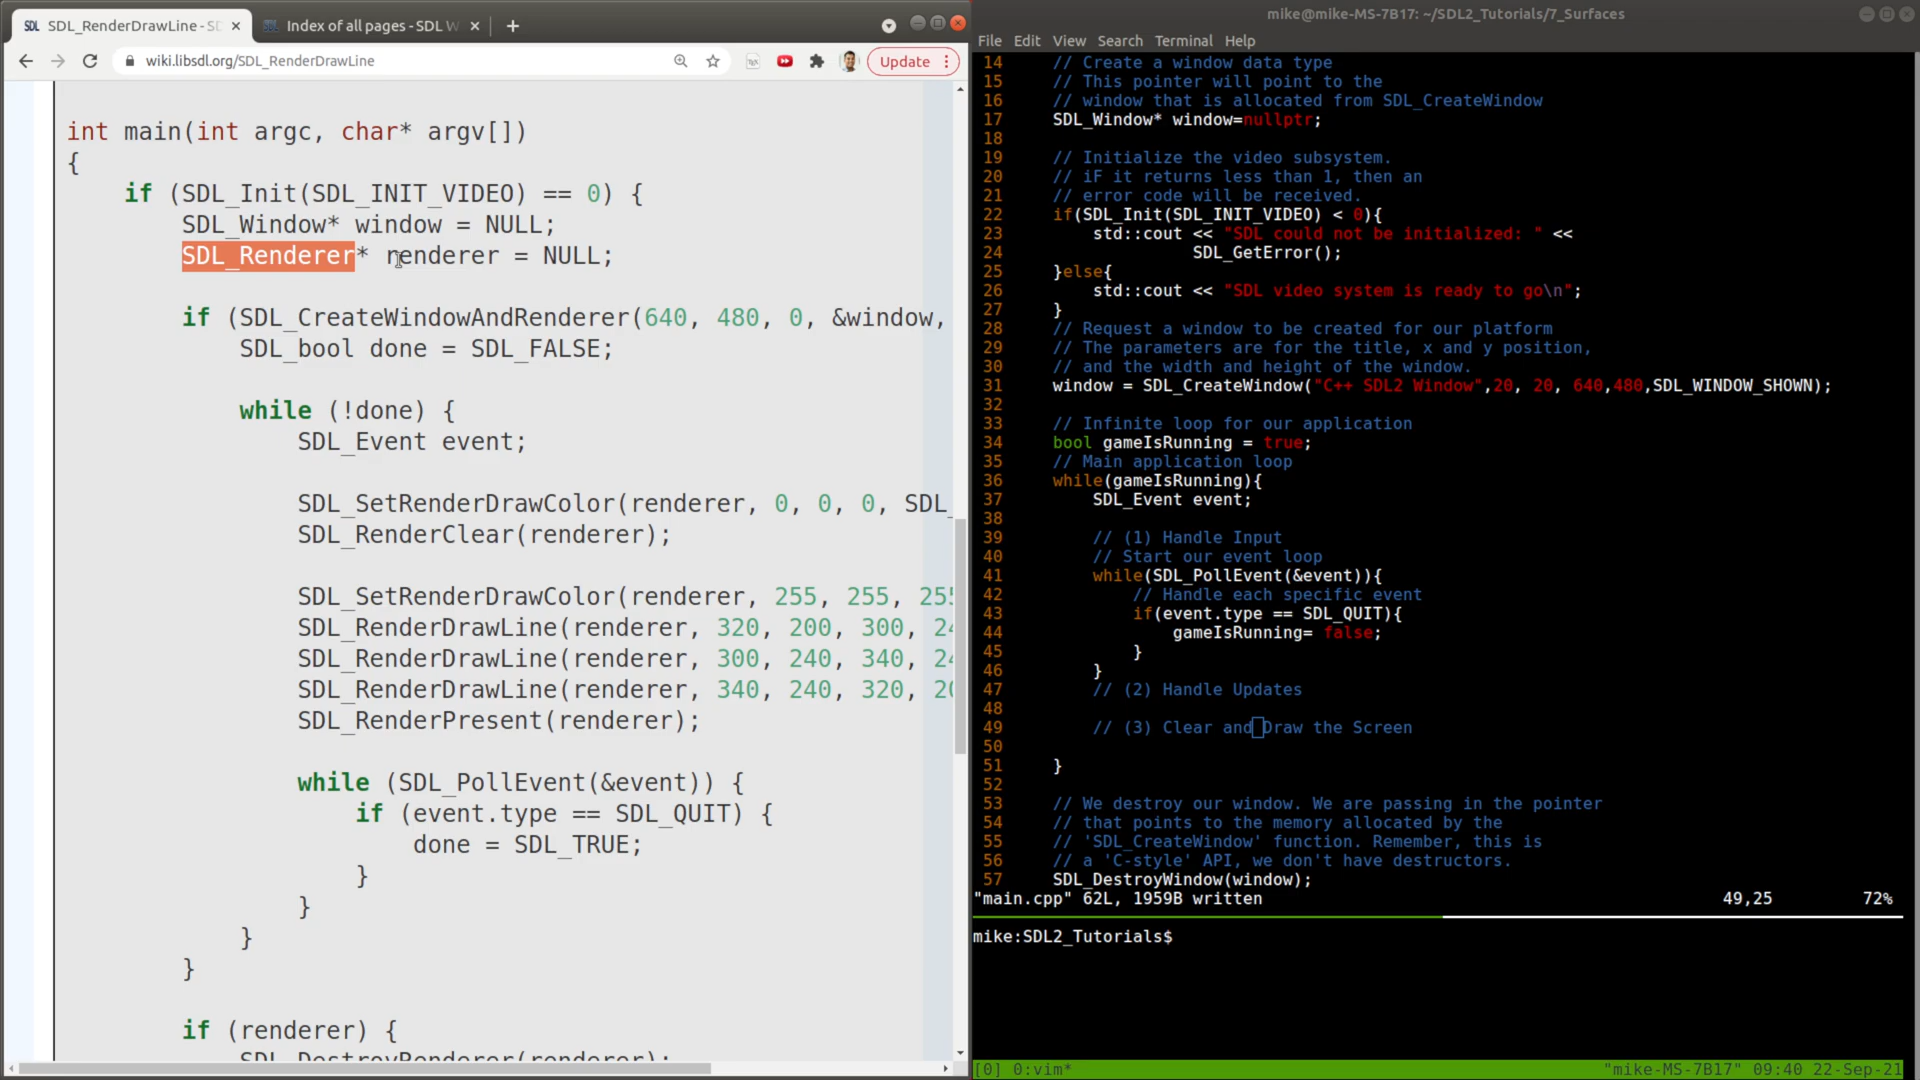 SDL_RenderDrawLine - SD
Index of all pages - SDL W
wiki.libsdl.org/SDL_RenderDrawLine
Update
int main(int argc, char* argv[])
{
if (SDL_Init(SDL_INIT_VIDEO) == 0) {
SDL_Window* window = NULL;
SDL_Renderer* renderer = NULL;
if (SDL_CreateWindowAndRenderer(640, 480, 0, &window,
SDL_bool done = SDL_FALSE;
while (!done) {
SDL_Event event;
SDL_SetRenderDrawColor(renderer, 0, 0, 0, SDL_
SDL_RenderClear(renderer);
SDL_SetRenderDrawColor(renderer, 255, 255, 255
SDL_RenderDrawLine(renderer, 320, 200, 300, 24
SDL_RenderDrawLine(renderer, 300, 240, 340, 24
SDL_RenderDrawLine(renderer, 340, 240, 320, 20
SDL_RenderPresent(renderer);
while (SDL_PollEvent(&event)) {
if (event.type == SDL_QUIT) {
done = SDL_TRUE;
}
}
}
}
if (renderer) {
SDL_DestroyRenderer(renderer);
mike@mike-MS-7B17: ~/SDL2_Tutorials/7_Surfaces
File Edit View Search Terminal Help
14 // Create a window data type
15 // This pointer will point to the
16 // window that is allocated from SDL_CreateWindow
17 SDL_Window* window=nullptr;
18
19 // Initialize the video subsystem.
20 // iF it returns less than 1, then an
21 // error code will be received.
22 if(SDL_Init(SDL_INIT_VIDEO) < 0){
23 std::cout << "SDL could not be initialized: " <<
24 SDL_GetError();
25 }else{
26 std::cout << "SDL video system is ready to go\n";
27 }
28 // Request a window to be created for our platform
29 // The parameters are for the title, x and y position,
30 // and the width and height of the window.
31 window = SDL_CreateWindow("C++ SDL2 Window",20, 20, 640,480,SDL_WINDOW_SHOWN);
32
33 // Infinite loop for our application
34 bool gameIsRunning = true;
35 // Main application loop
36 while(gameIsRunning){
37 SDL_Event event;
38
39 // (1) Handle Input
40 // Start our event loop
41 while(SDL_PollEvent(&event)){
42 // Handle each specific event
43 if(event.type == SDL_QUIT){
44 gameIsRunning= false;
45 }
46 }
47 // (2) Handle Updates
48
49 // (3) Clear and Draw the Screen
50
51 }
52
53 // We destroy our window. We are passing in the pointer
54 // that points to the memory allocated by the
55 // 'SDL_CreateWindow' function. Remember, this is
56 // a 'C-style' API, we don't have destructors.
57 SDL_DestroyWindow(window);
"main.cpp" 62L, 1959B written 49,25 72%
mike:SDL2_Tutorials$
[0] 0:vim* "mike-MS-7B17" 09:40 22-Sep-21